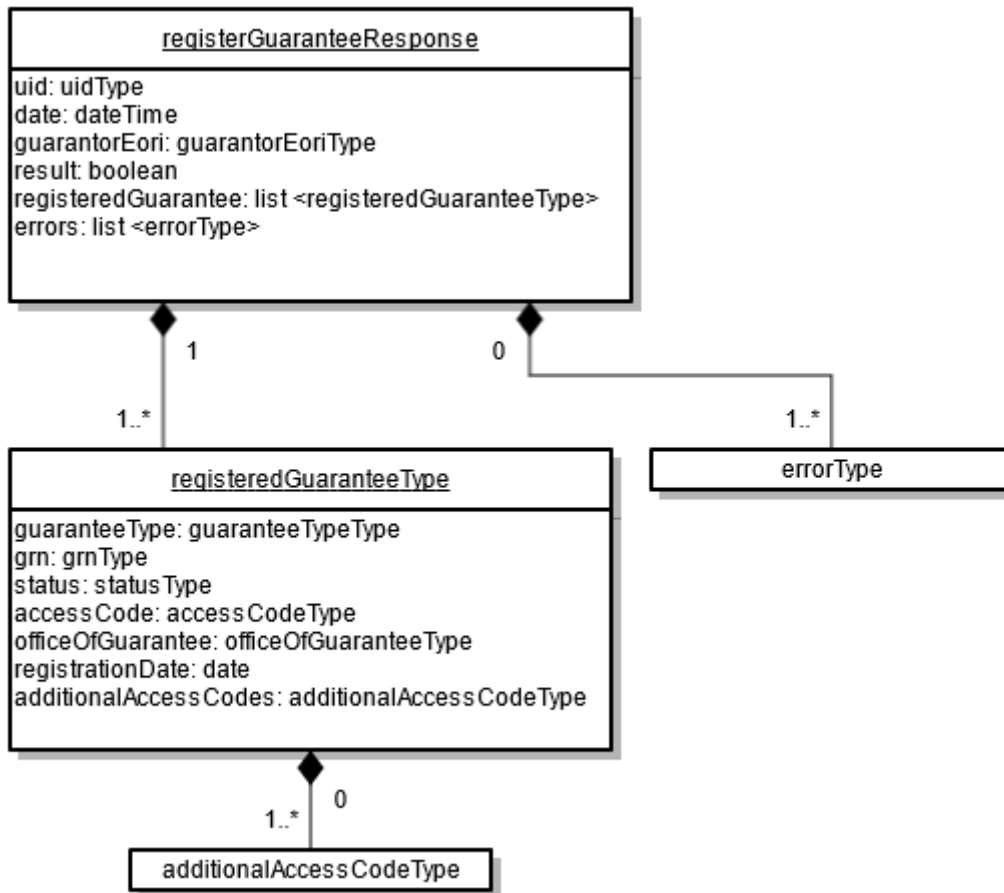 registerGuaranteeResponse
uid: uidType
date: dateTime
guarantorEori: guarantorEoriType
result: boolean
registeredGuarantee: list <registeredGuaranteeType>
errors: list <errorType>
1
0
1..*
1..*
registeredGuaranteeType
errorType
guaranteeType: guaranteeTypeType
grn: grnType
status: statusType
accessCode: accessCodeType
officeOfGuarantee: officeOfGuaranteeType
registrationDate: date
additionalAccessCodes: additionalAccessCodeType
0
1..*
additionalAccessCodeType